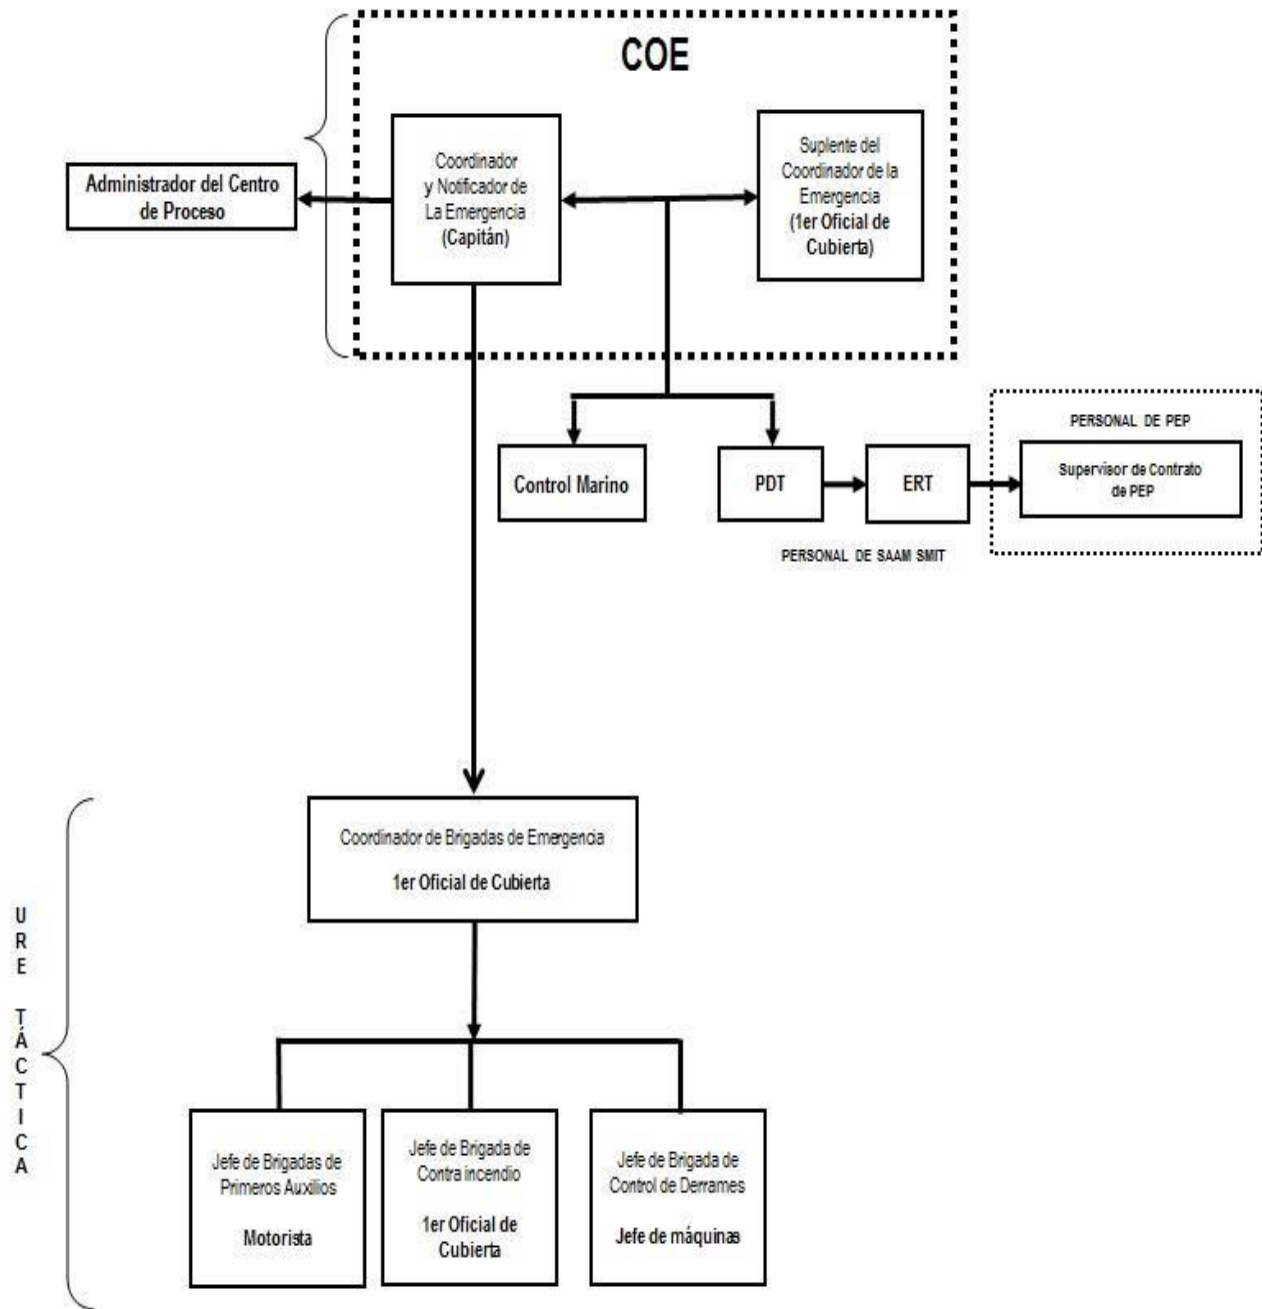 COE
Administrador del Centro
de Proceso
Coordinador
y Notificador de
La Emergencia
(Capitán)
Suplente del
Coordinador de la
Emergencia
(1er Oficial de
Cubierta)
Control Marino
PDT
ERT
PERSONAL DE PEP
Supervisor de Contrato
de PEP
PERSONAL DE SAAM SMIT
Coordinador de Brigadas de Emergencia
1er Oficial de Cubierta
URE TÁCTICA
Jefe de Brigadas de
Primeros Auxilios
Motorista
Jefe de Brigada de
Contra incendio
1er Oficial de
Cubierta
Jefe de Brigada de
Control de Derrames
Jefe de máquinas